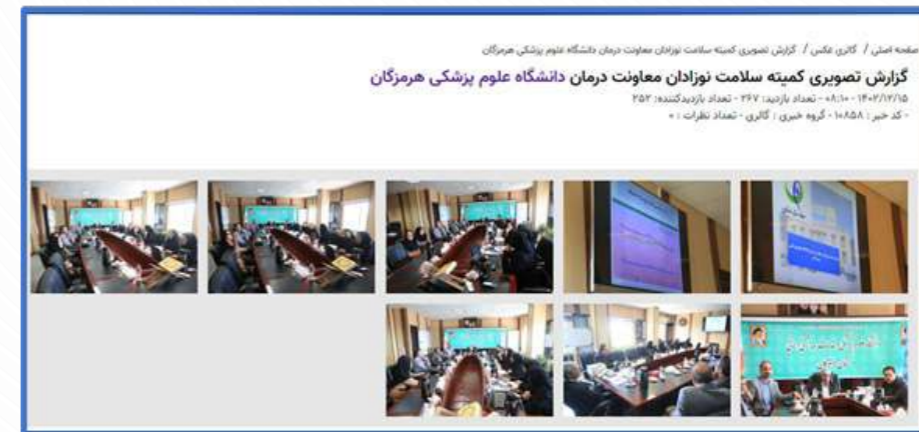 صفحه اصلی / گالری عکس / گزارش تصویری کمیته سلامت نوزادان معاونت درمان دانشگاه علوم پزشکی هرمزگان
گزارش تصویری کمیته سلامت نوزادان معاونت درمان دانشگاه علوم پزشکی هرمزگان
۱۴۰۲/۱۲/۱۵ - ۰۸:۱۰ - تعداد بازدید: ۲۶۷ - تعداد بازدیدکننده: ۲۵۲
- کد خبر : ۱۰۸۵۸ - گروه خبری : گالری - تعداد نظرات : ۰